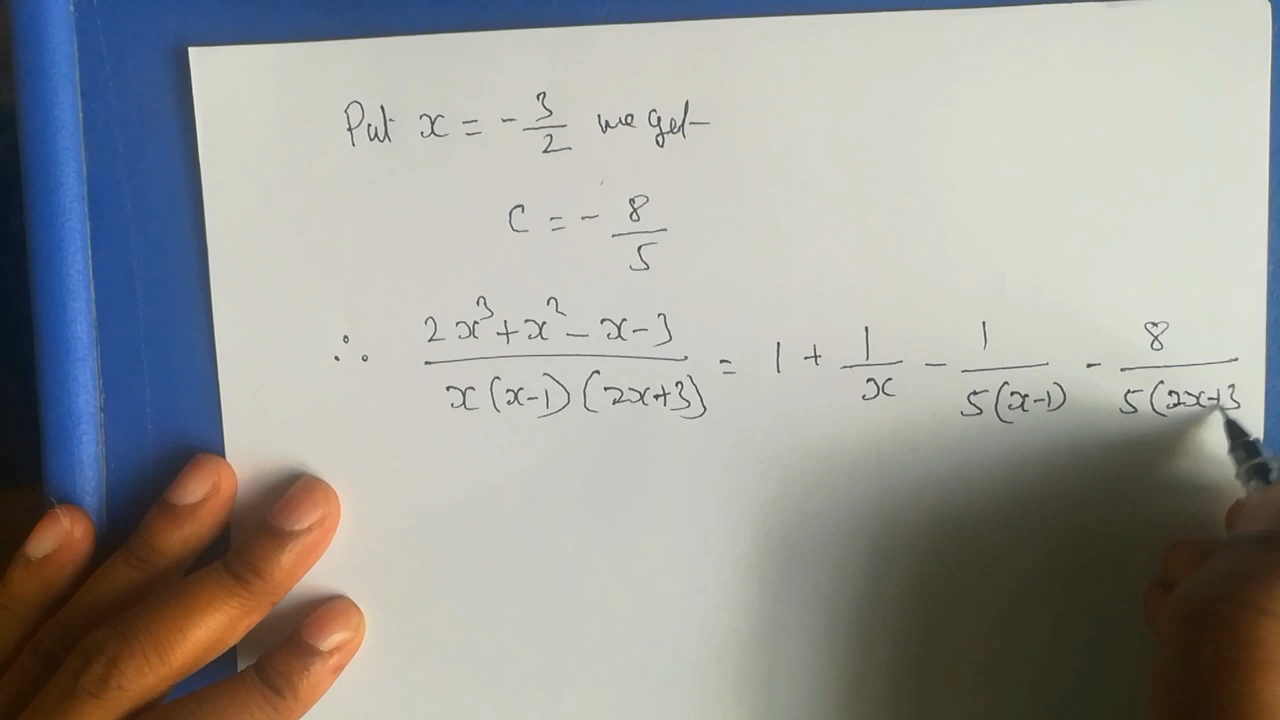 Put x = - 3/2 we get
C = - 8/5
∴ 2x³+x²-x-3 / x(x-1)(2x+3) = 1 + 1/x - 1/5(x-1) - 8/5(2x+3